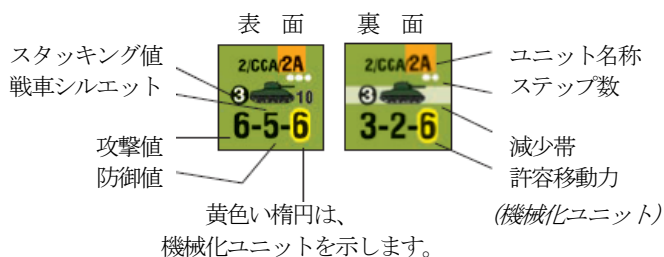 表 面
裏 面
スタッキング値
戦車シルエット
攻撃値
防御値
2/CCA/2A
3
10
6-5-6
2/CCA/2A
3
3-2-6
ユニット名称
ステップ数
減少帯
許容移動力
(機械化ユニット)
黄色い楕円は、
機械化ユニットを示します。